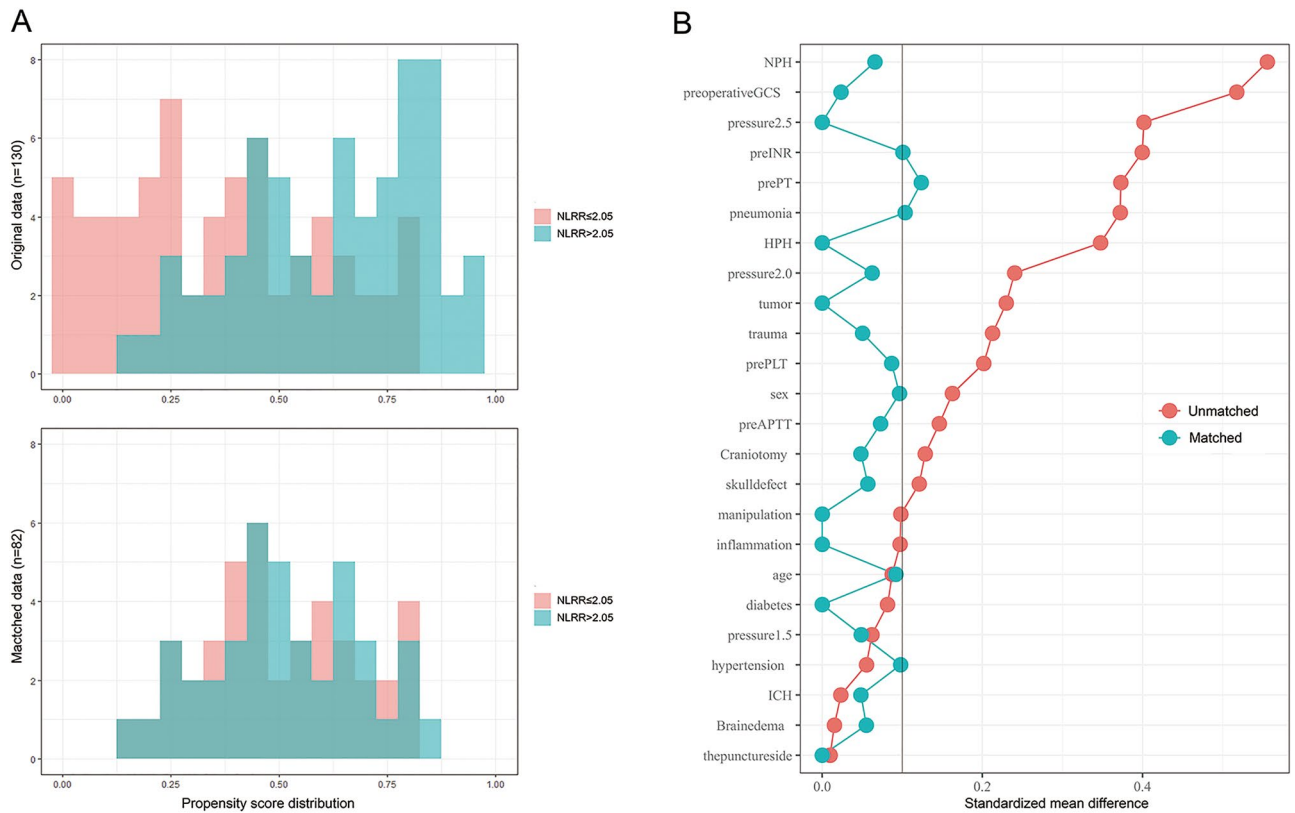 A
8
6
4
2
0
Original data (n=130)
0.00
0.25
0.50
0.75
1.00
NLRR≤2.05
NLRR>2.05
8
6
4
2
0
Mactched data (n=82)
0.00
0.25
0.50
0.75
1.00
Propensity score distribution
NLRR≤2.05
NLRR>2.05
B
NPH
preoperativeGCS
pressure2.5
preINR
prePT
pneumonia
HPH
pressure2.0
tumor
trauma
prePLT
sex
preAPTT
Craniotomy
skulldefect
manipulation
inflammation
age
diabetes
pressure1.5
hypertension
ICH
Brainedema
thepunctureside
0.0
0.2
0.4
Standardized mean difference
Unmatched
Matched